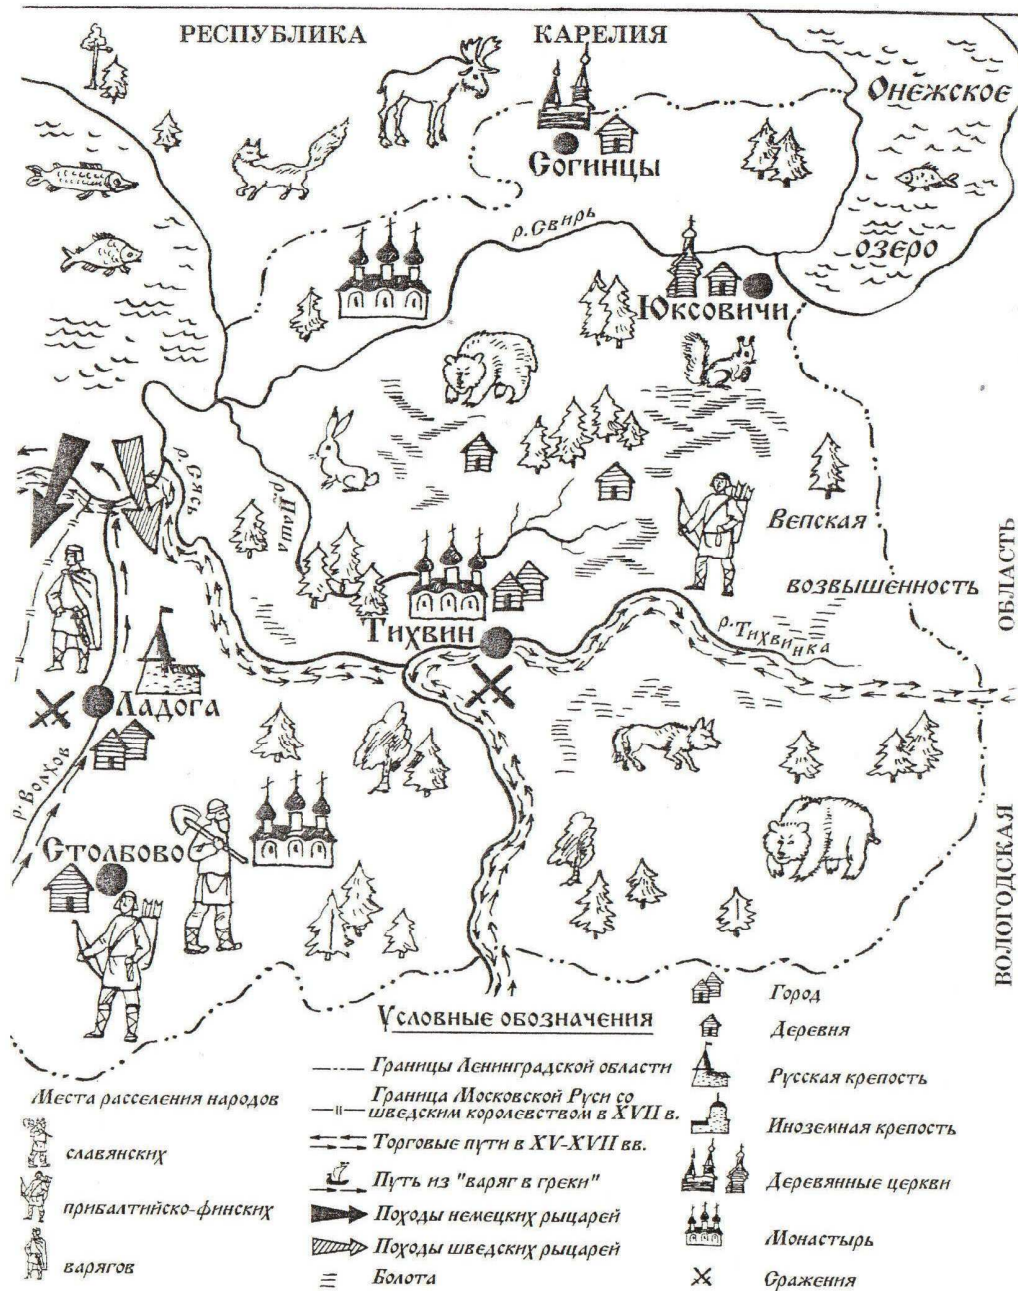 РЕСПУБЛИКА КАРЕЛИЯ
Онежское
озеро
Согинцы
р. Свирь
Юксовичи
р. Сясь
р. Паша
Вепская
возвышенность
ОБЛАСТЬ
Тихвин
р. Тихвинка
Ладога
р. Волхов
Столбово
ВОЛОГОДСКАЯ
Условные обозначения
Места расселения народов
славянских
прибалтийско-финских
варягов
Границы Ленинградской области
Граница Московской Руси со
шведским королевством в XVII в.
Торговые пути в XV-XVII вв.
Путь из "варяг в греки"
Походы немецких рыцарей
Походы шведских рыцарей
Болота
Город
Деревня
Русская крепость
Иноземная крепость
Деревянные церкви
Монастырь
Сражения